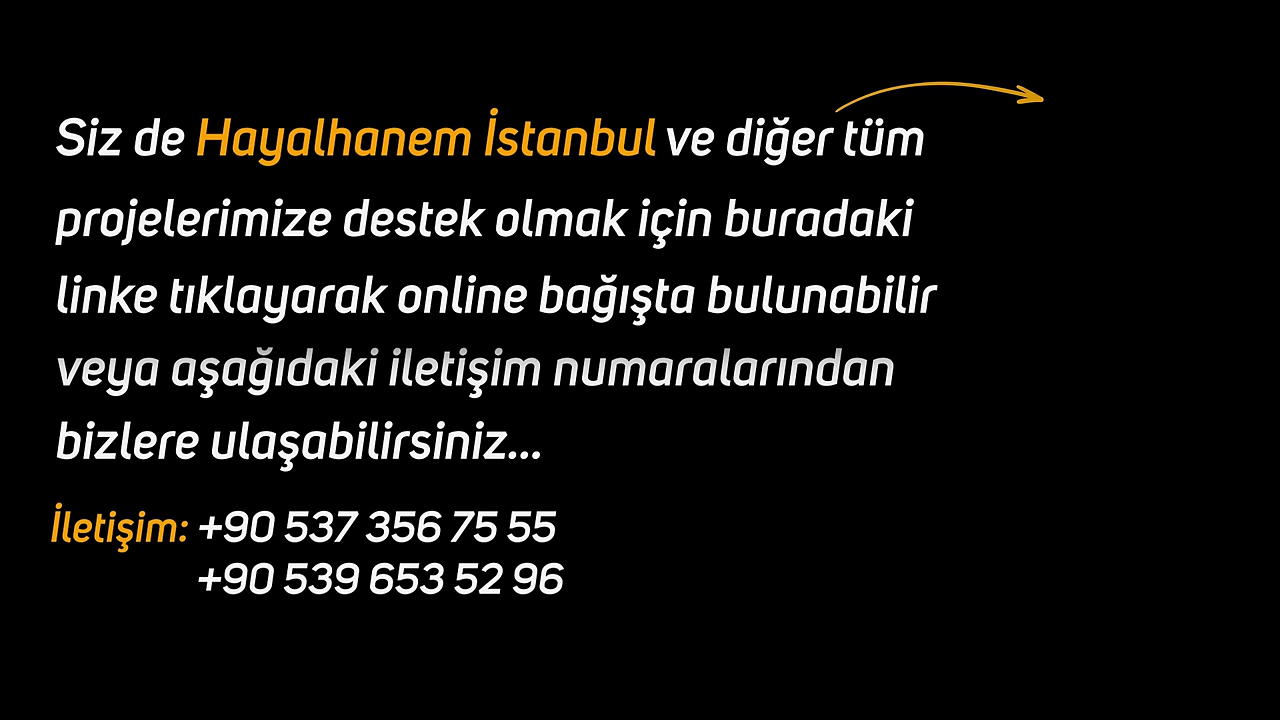 Siz de Hayalhanem İstanbul ve diğer tüm
projelerimize destek olmak için buradaki
linke tıklayarak online bağışta bulunabilir
veya aşağıdaki iletişim numaralarından
bizlere ulaşabilirsiniz...
İletişim: +90 537 356 75 55
+90 539 653 52 96